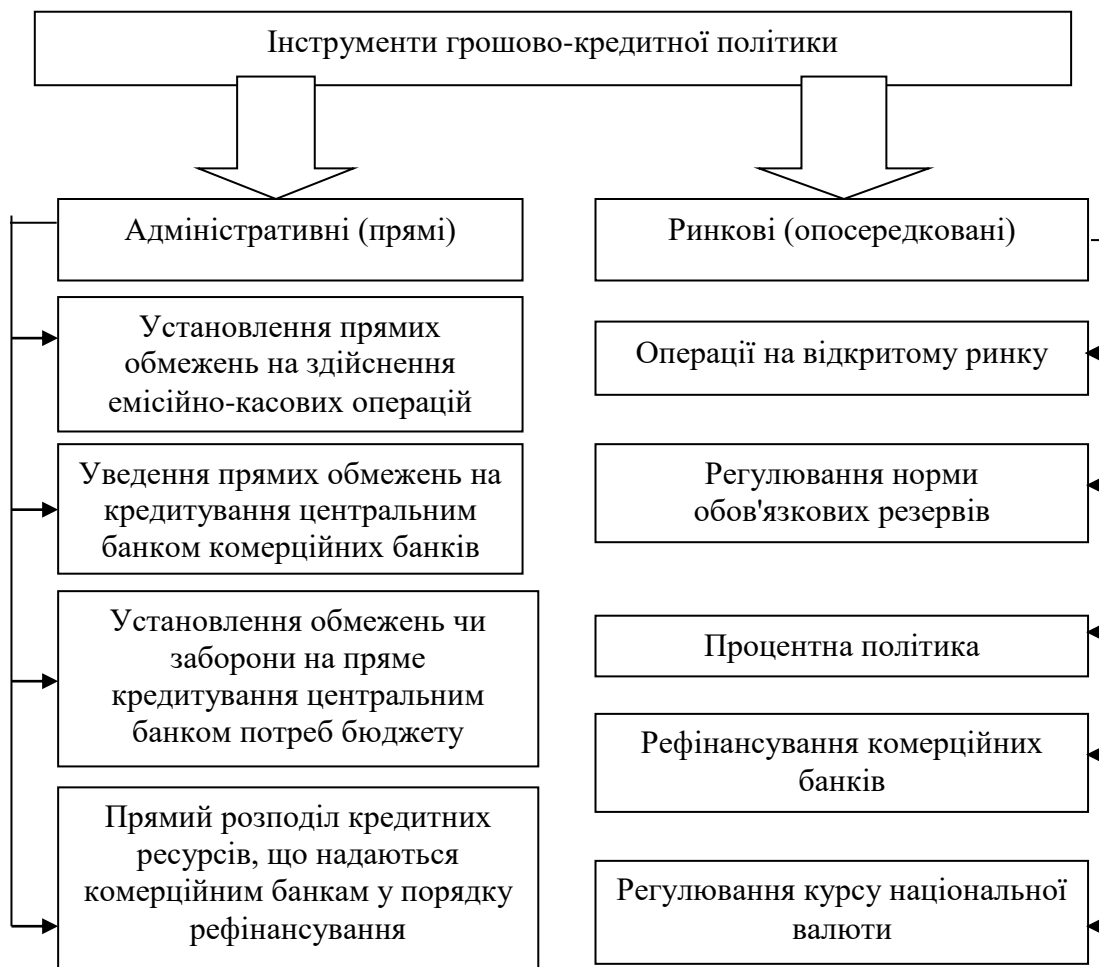 Інструменти грошово-кредитної політики
Адміністративні (прямі)
Установлення прямих
обмежень на здійснення
емісійно-касових операцій
Уведення прямих обмежень на
кредитування центральним
банком комерційних банків
Установлення обмежень чи
заборони на пряме
кредитування центральним
банком потреб бюджету
Прямий розподіл кредитних
ресурсів, що надаються
комерційним банкам у порядку
рефінансування
Ринкові (опосередковані)
Операції на відкритому ринку
Регулювання норми
обов'язкових резервів
Процентна політика
Рефінансування комерційних
банків
Регулювання курсу національної
валюти